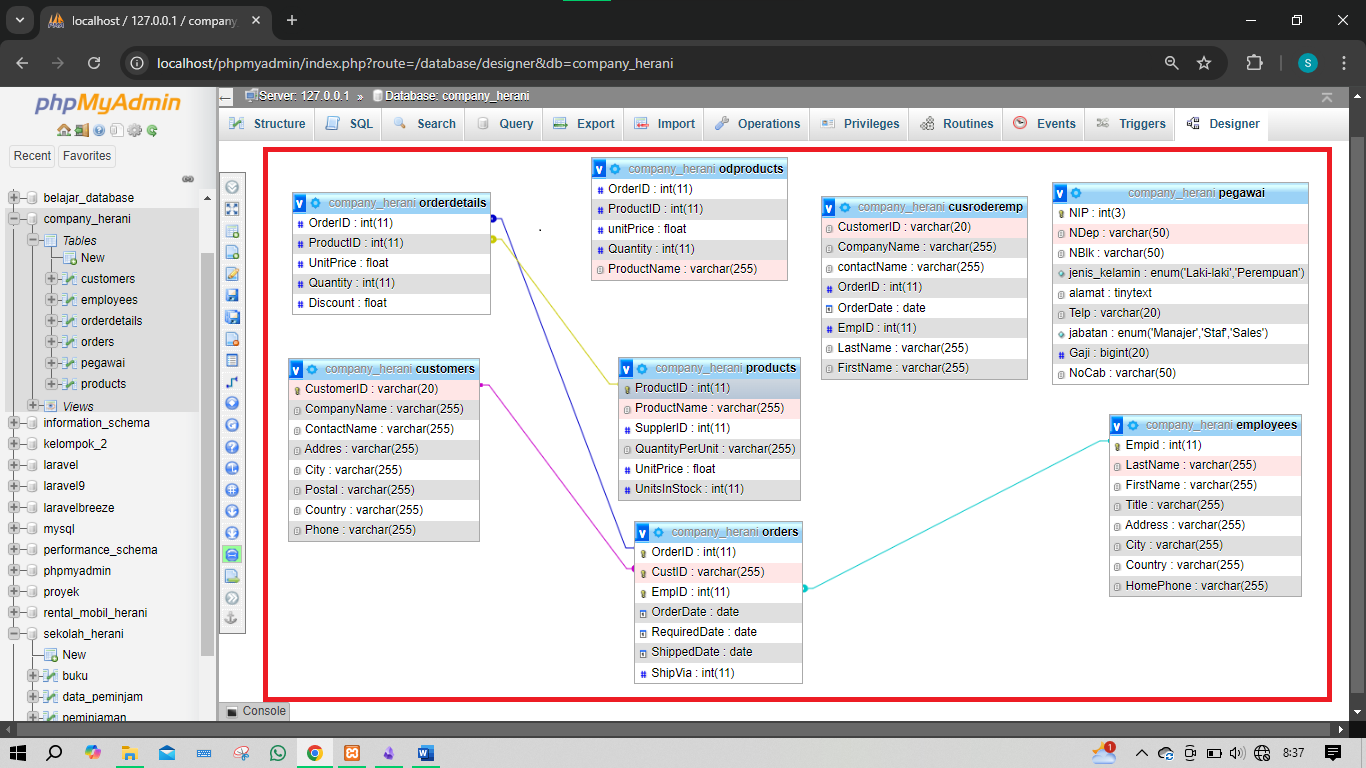 localhost / 127.0.0.1 / company
localhost/phpmyadmin/index.php?route=/database/designer&db=company_herani
S
phpMyAdmin
Recent
Favorites
belajar_database
company_herani
Tables
New
customers
employees
orderdetails
orders
pegawai
products
Views
information_schema
kelompok_2
laravel
laravel9
laravelbreeze
mysql
performance_schema
phpmyadmin
proyek
rental_mobil_herani
sekolah_herani
New
buku
data_peminjam
peminjaman
Server: 127.0.0.1 » Database: company_herani
Structure
SQL
Search
Query
Export
Import
Operations
Privileges
Routines
Events
Triggers
Designer
company_herani orderdetails
OrderID : int(11)
ProductID : int(11)
UnitPrice : float
Quantity : int(11)
Discount : float
company_herani odproducts
OrderID : int(11)
ProductID : int(11)
unitPrice : float
Quantity : int(11)
ProductName : varchar(255)
company_herani cusroderemp
CustomerID : varchar(20)
CompanyName : varchar(255)
contactName : varchar(255)
OrderID : int(11)
OrderDate : date
EmpID : int(11)
LastName : varchar(255)
FirstName : varchar(255)
company_herani pegawai
NIP : int(3)
NDep : varchar(50)
NBlk : varchar(50)
jenis_kelamin : enum('Laki-laki','Perempuan')
alamat : tinytext
Telp : varchar(20)
jabatan : enum('Manajer','Staf','Sales')
Gaji : bigint(20)
NoCab : varchar(50)
company_herani customers
CustomerID : varchar(20)
CompanyName : varchar(255)
ContactName : varchar(255)
Addres : varchar(255)
City : varchar(255)
Postal : varchar(255)
Country : varchar(255)
Phone : varchar(255)
company_herani products
ProductID : int(11)
ProductName : varchar(255)
SupplerID : int(11)
QuantityPerUnit : varchar(255)
UnitPrice : float
UnitsInStock : int(11)
company_herani orders
OrderID : int(11)
CustID : varchar(255)
EmpID : int(11)
OrderDate : date
RequiredDate : date
ShippedDate : date
ShipVia : int(11)
company_herani employees
Empid : int(11)
LastName : varchar(255)
FirstName : varchar(255)
Title : varchar(255)
Address : varchar(255)
City : varchar(255)
Country : varchar(255)
HomePhone : varchar(255)
Console
1
8:37